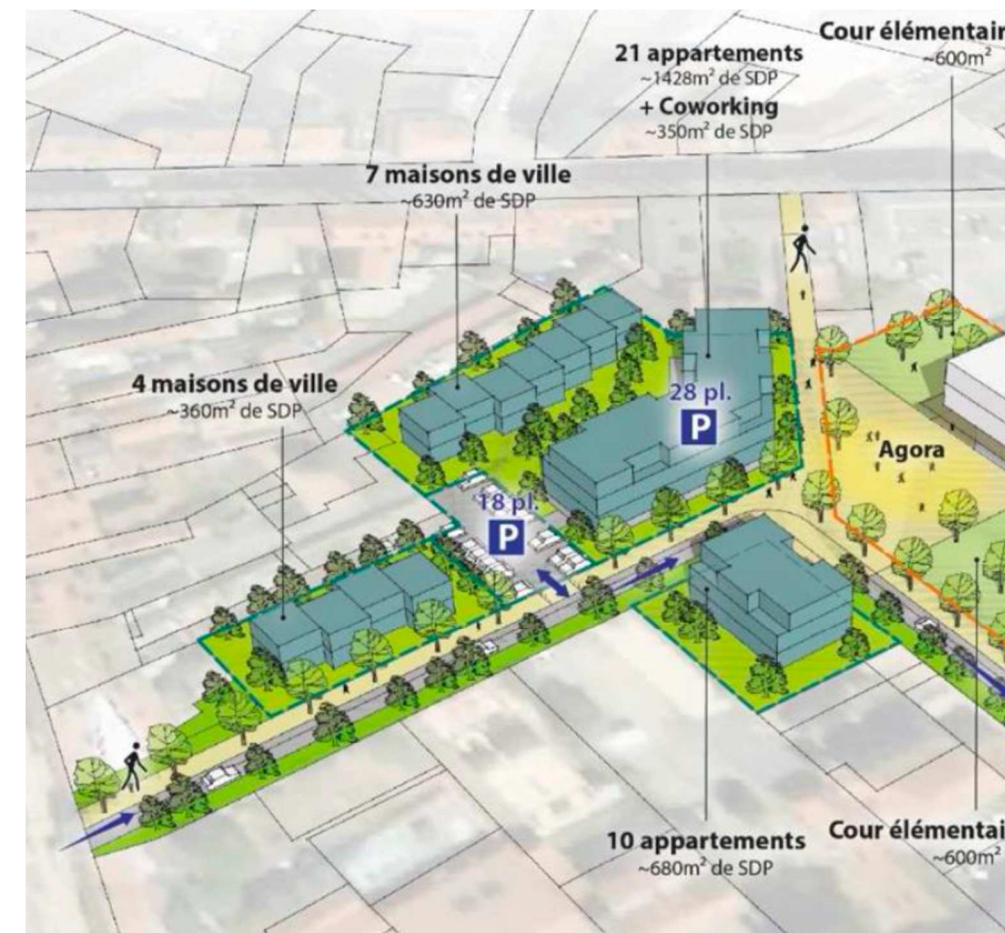 Cour élémentair
~600m²
21 appartements
~1428m² de SDP
+ Coworking
~350m² de SDP
7 maisons de ville
~630m² de SDP
4 maisons de ville
~360m² de SDP
28 pl.
P
Agora
18 pl.
P
10 appartements
~680m² de SDP
Cour élémentai
~600m²